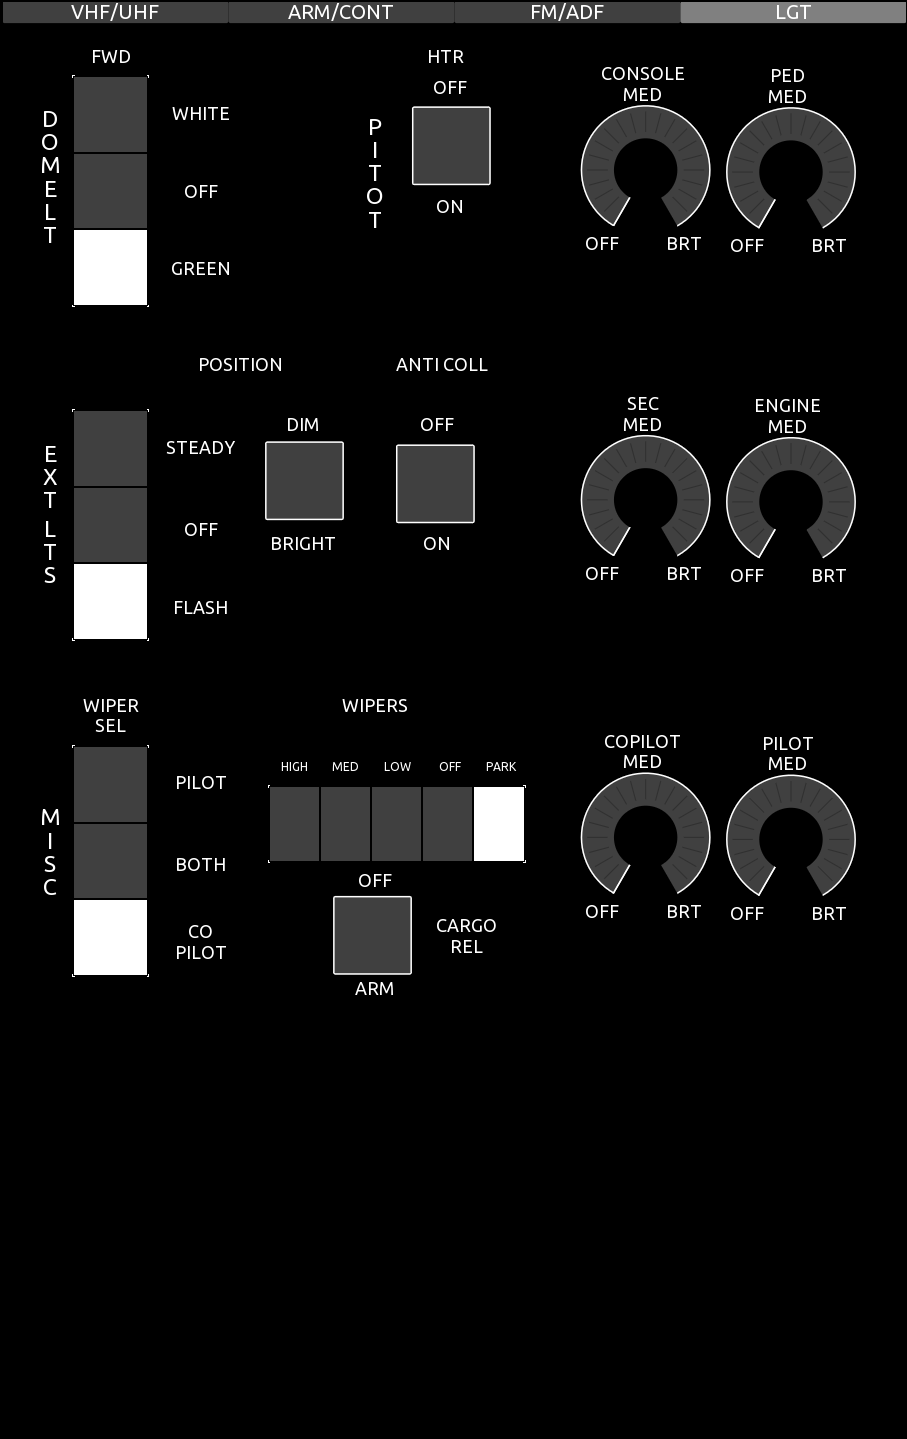 VHF/UHF
ARM/CONT
FM/ADF
LGT
FWD
DOMELT
WHITE
OFF
GREEN
HTR
OFF
PITOT
ON
CONSOLE
MED
OFF
BRT
PED
MED
OFF
BRT
POSITION
ANTI COLL
EXT LTS
STEADY
OFF
FLASH
DIM
BRIGHT
OFF
ON
SEC
MED
OFF
BRT
ENGINE
MED
OFF
BRT
WIPER
SEL
MISC
PILOT
BOTH
CO
PILOT
WIPERS
HIGH
MED
LOW
OFF
PARK
OFF
CARGO
REL
ARM
COPILOT
MED
OFF
BRT
PILOT
MED
OFF
BRT